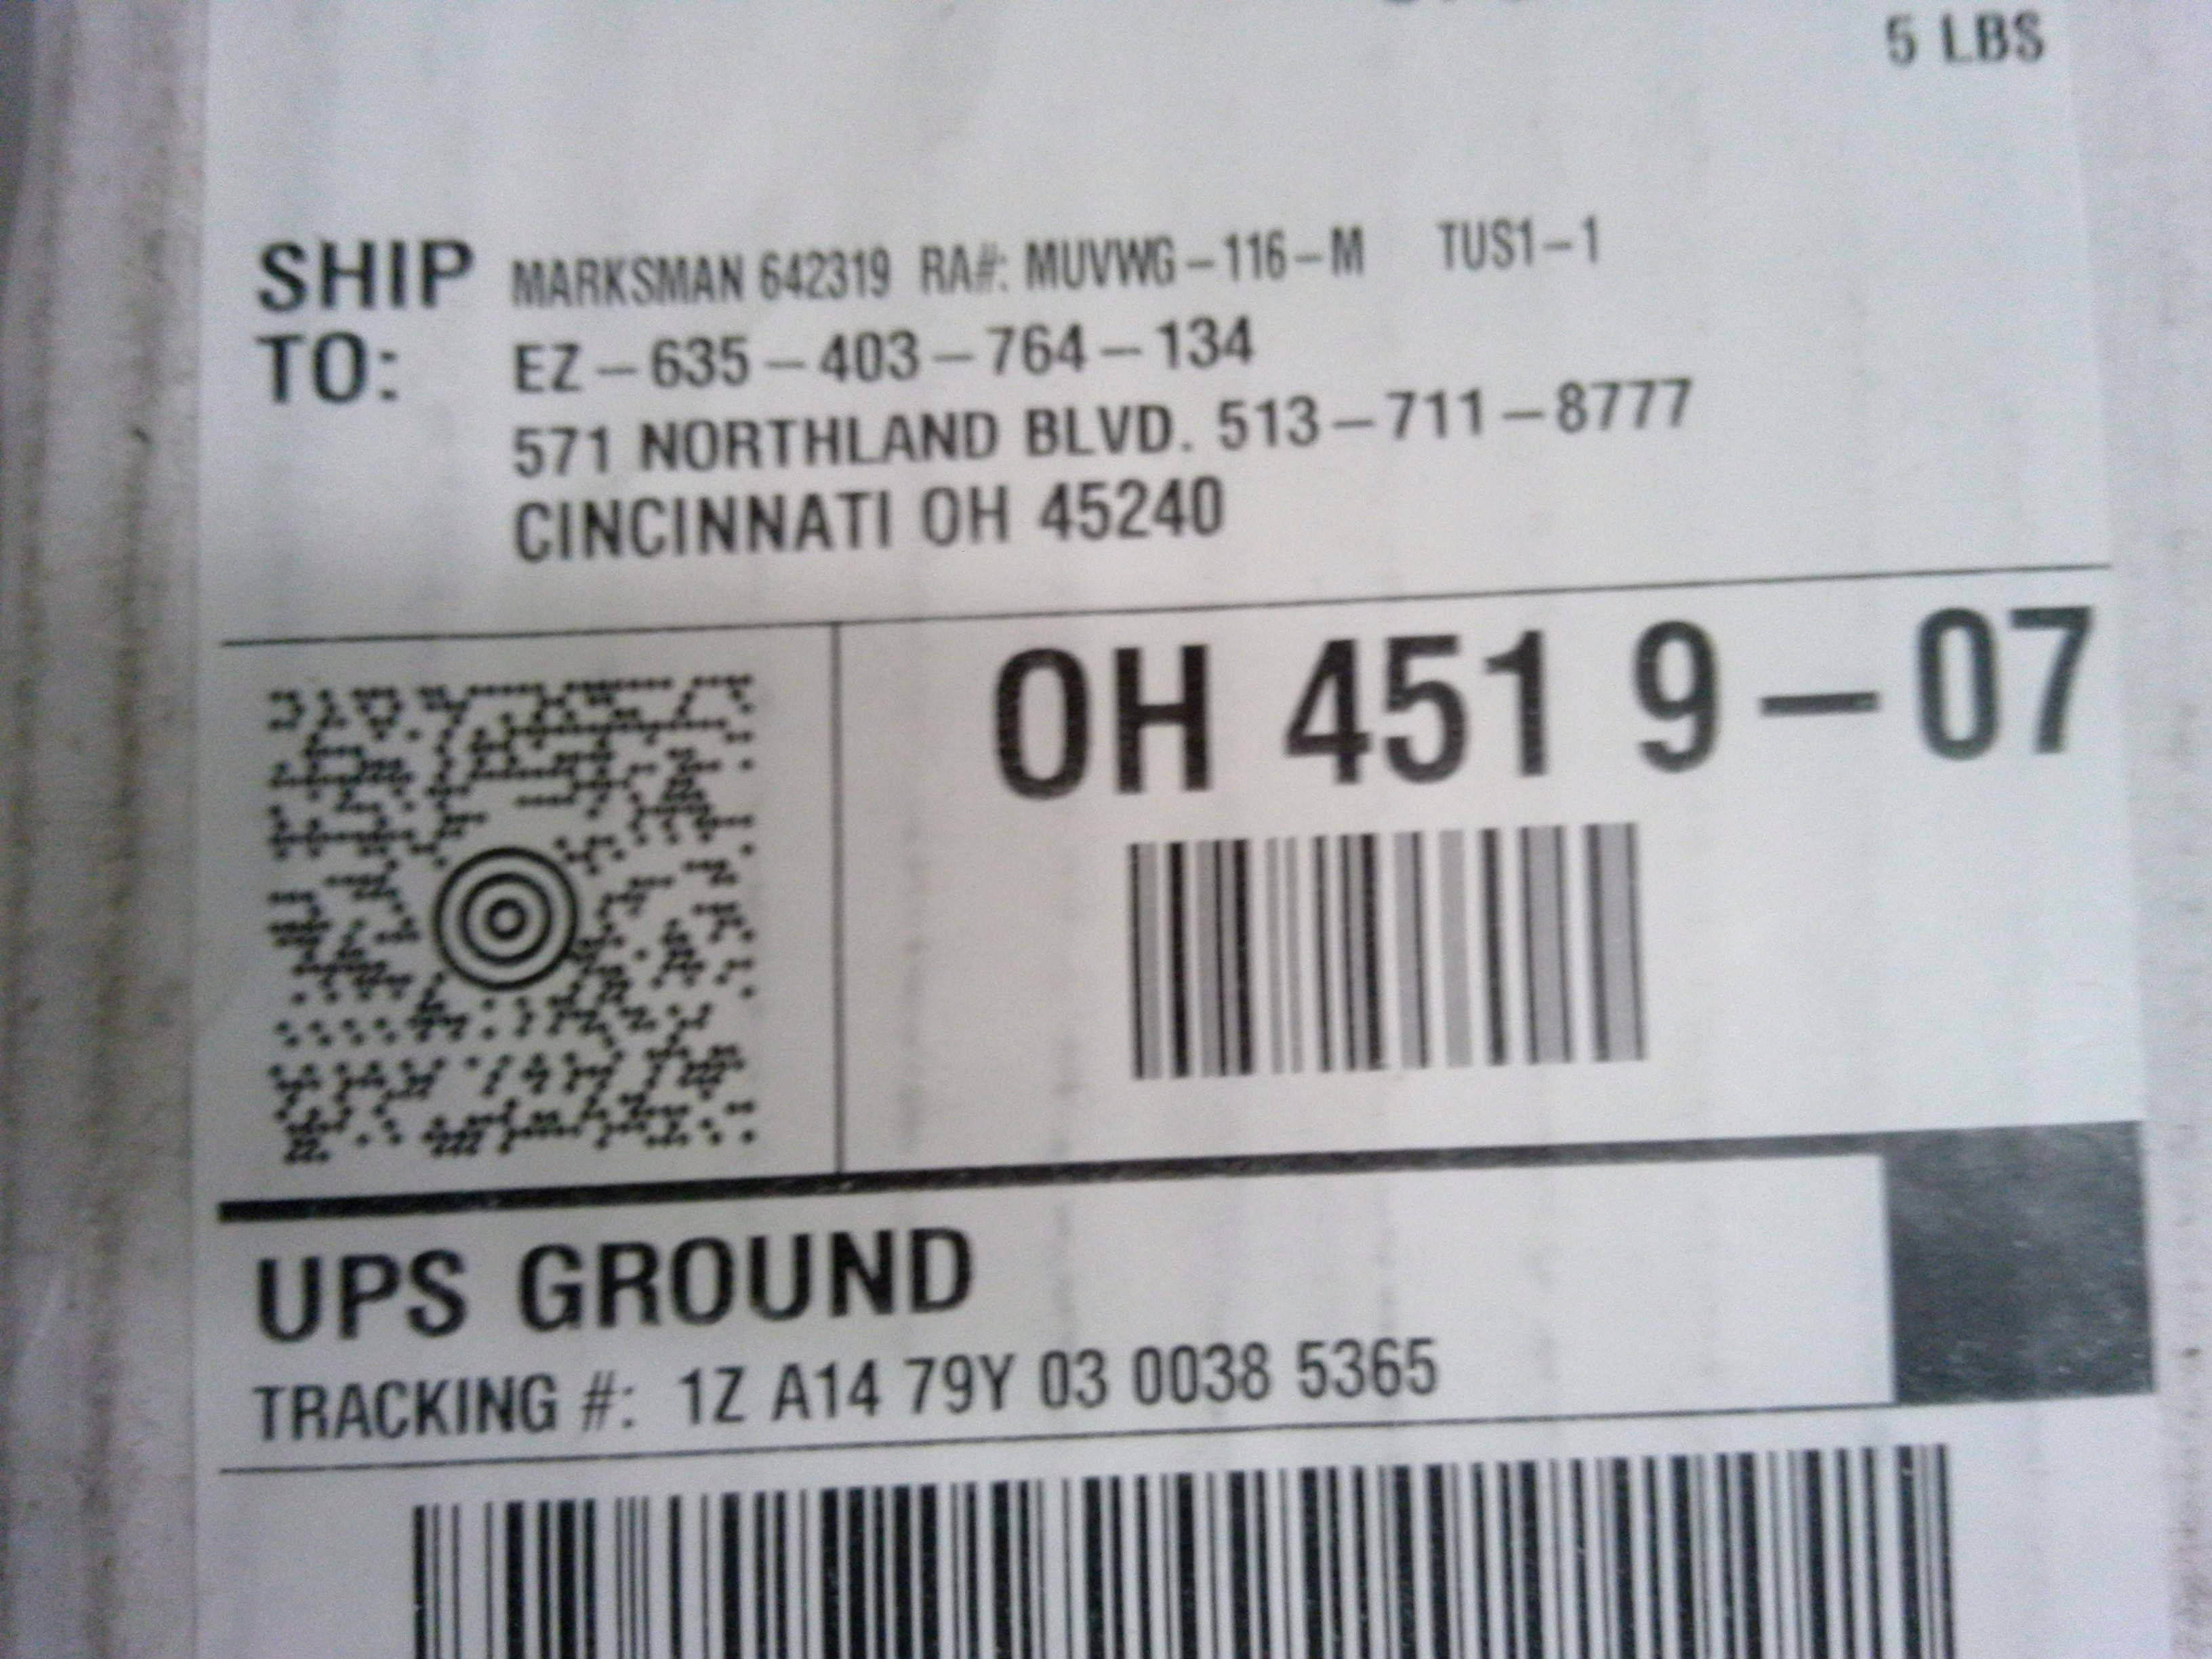 5 LBS
SHIP TO:
MARKSMAN 642319 RA#: MUVWG-116-M TUS1-1
EZ-635-403-764-134
571 NORTHLAND BLVD. 513-711-8777
CINCINNATI OH 45240
OH 451 9-07
UPS GROUND
TRACKING #: 1Z A14 79Y 03 0038 5365